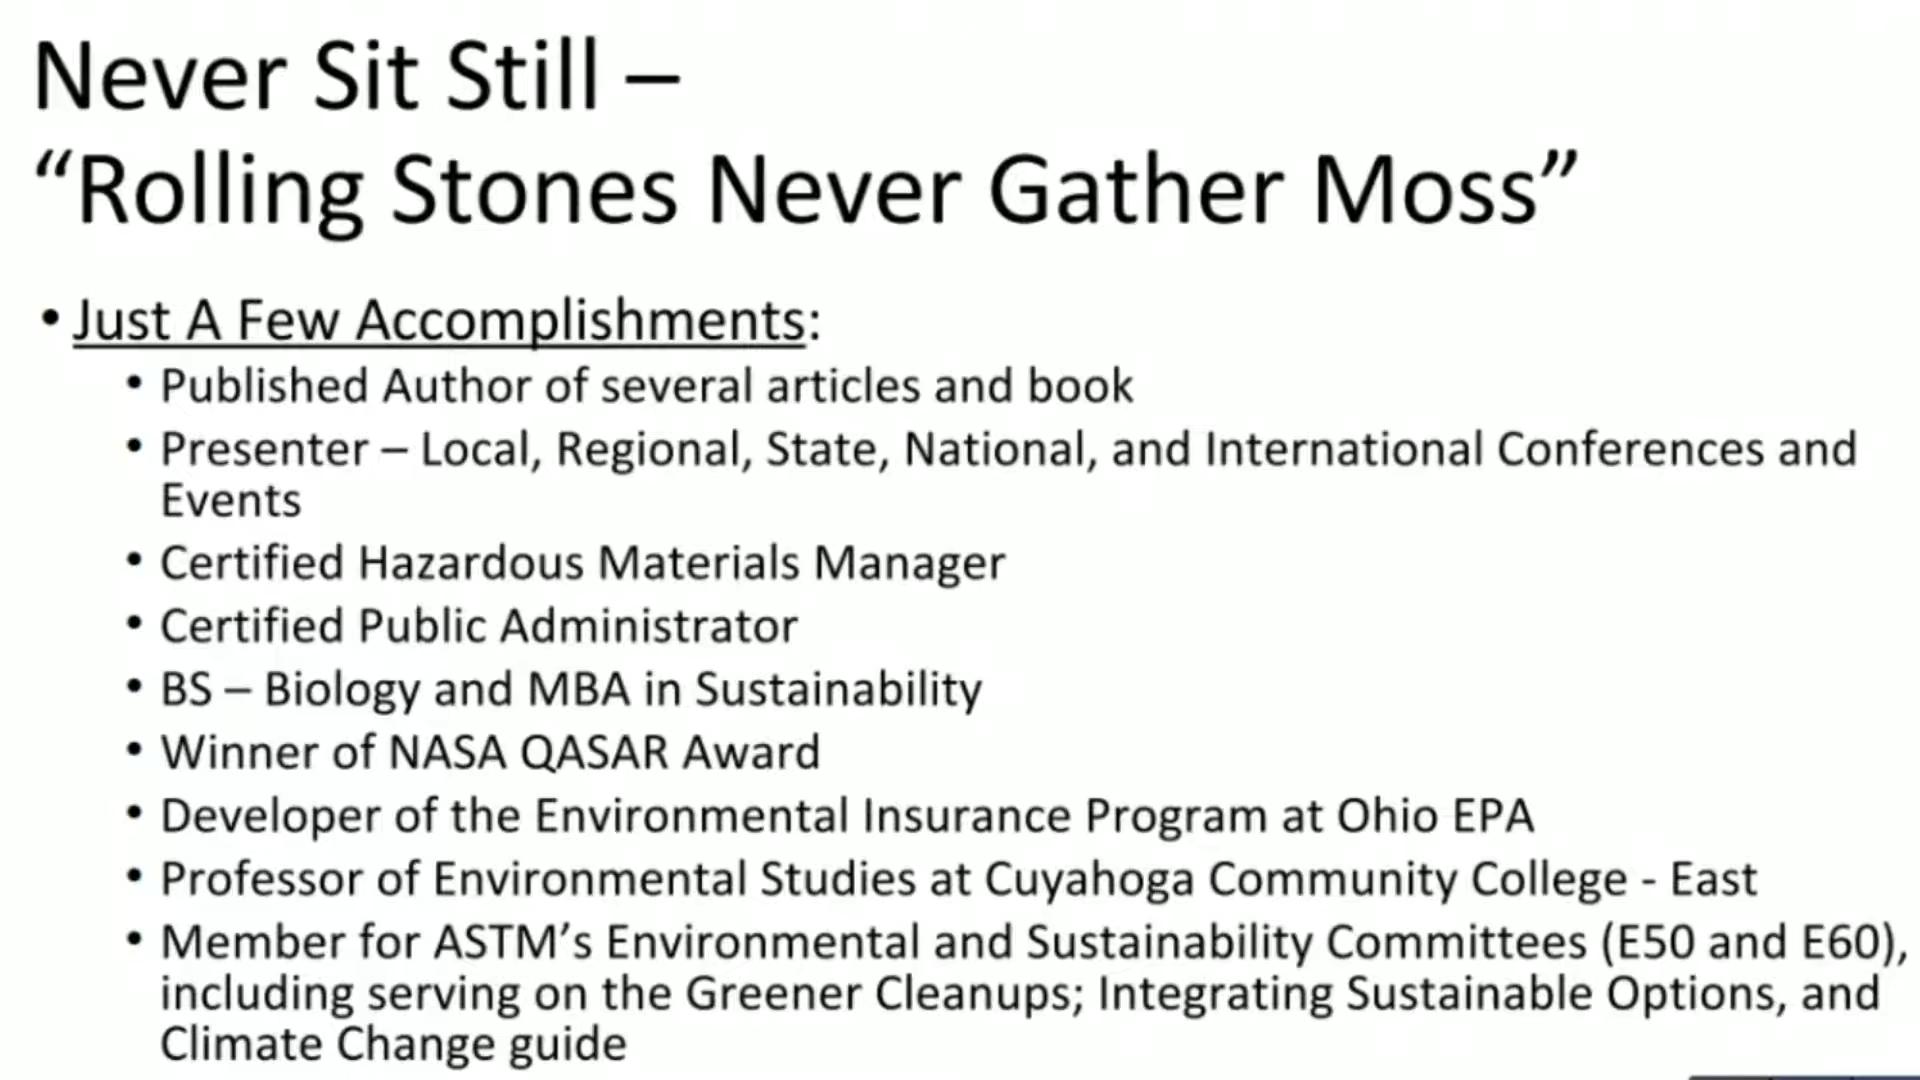 Never Sit Still –
“Rolling Stones Never Gather Moss”
• Just A Few Accomplishments:
• Published Author of several articles and book
• Presenter – Local, Regional, State, National, and International Conferences and
Events
• Certified Hazardous Materials Manager
• Certified Public Administrator
• BS – Biology and MBA in Sustainability
• Winner of NASA QASAR Award
• Developer of the Environmental Insurance Program at Ohio EPA
• Professor of Environmental Studies at Cuyahoga Community College - East
• Member for ASTM’s Environmental and Sustainability Committees (E50 and E60),
including serving on the Greener Cleanups; Integrating Sustainable Options, and
Climate Change guide